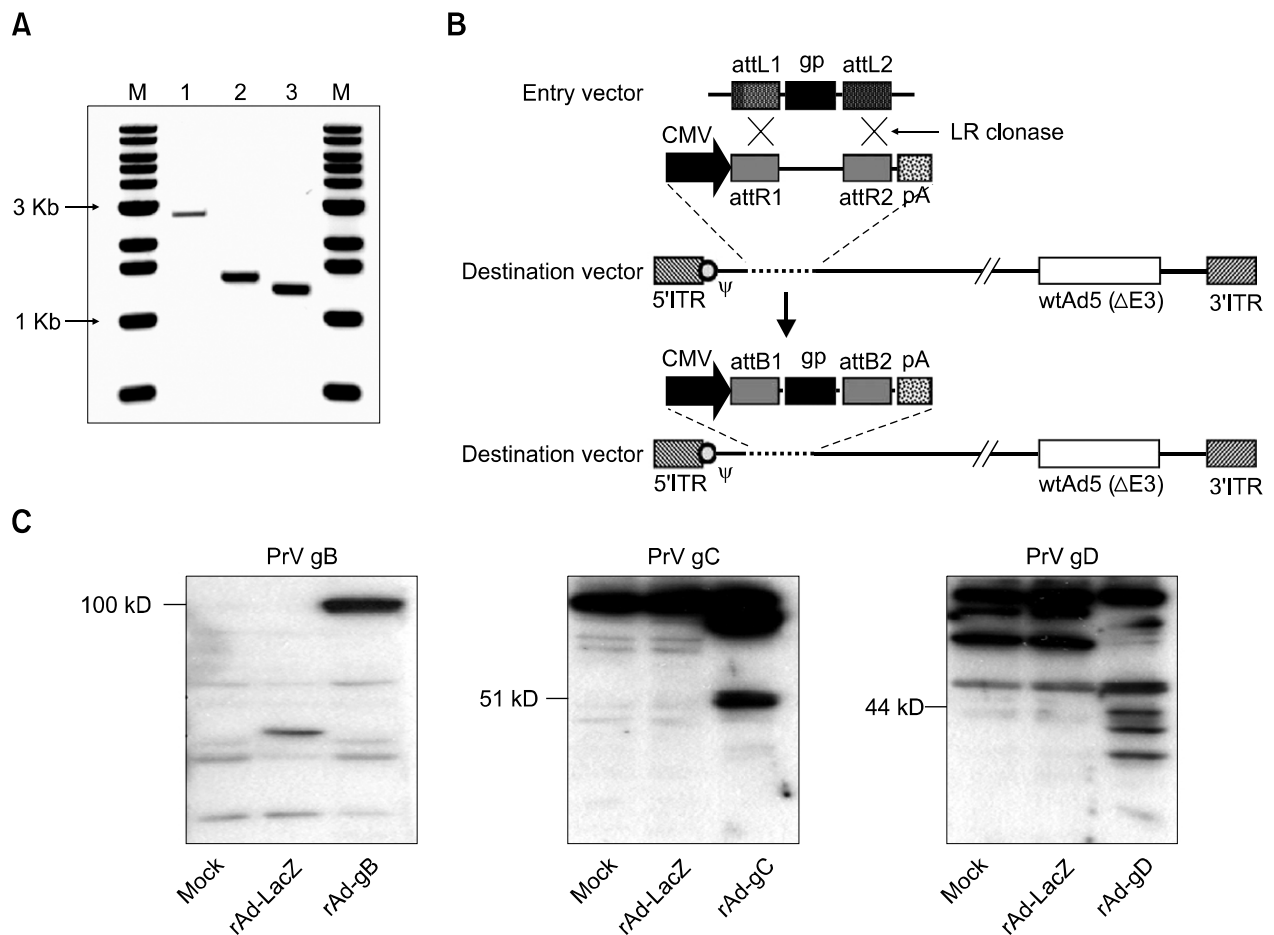 A
M 1 2 3 M
3 Kb
1 Kb
B
attL1 gp attL2
Entry vector
CMV
LR clonase
attR1 attR2 pA
Destination vector
5'ITR ψ wtAd5 (△E3) 3'ITR
CMV attB1 gp attB2 pA
Destination vector
5'ITR ψ wtAd5 (△E3) 3'ITR
C
PrV gB
100 kD
Mock
rAd-LacZ
rAd-gB
PrV gC
51 kD
Mock
rAd-LacZ
rAd-gC
PrV gD
44 kD
Mock
rAd-LacZ
rAd-gD